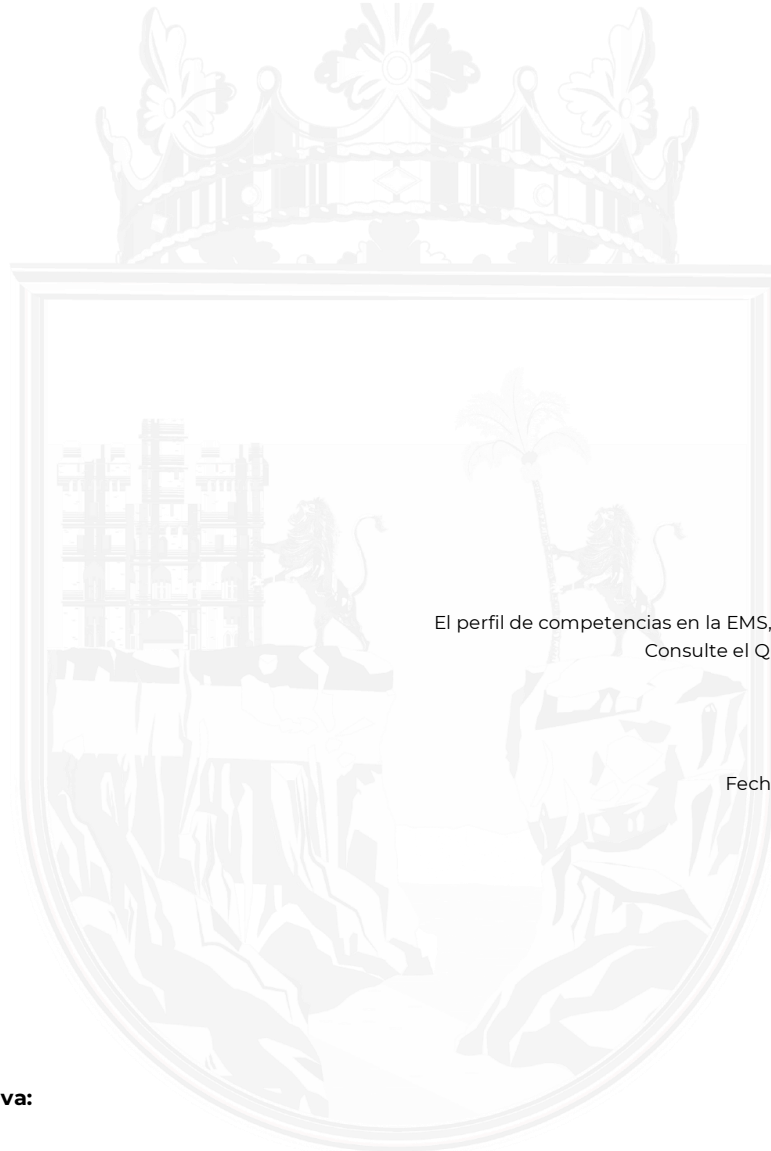 El perfil de competencias en la EMS,
Consulte el Q
Fech
va: